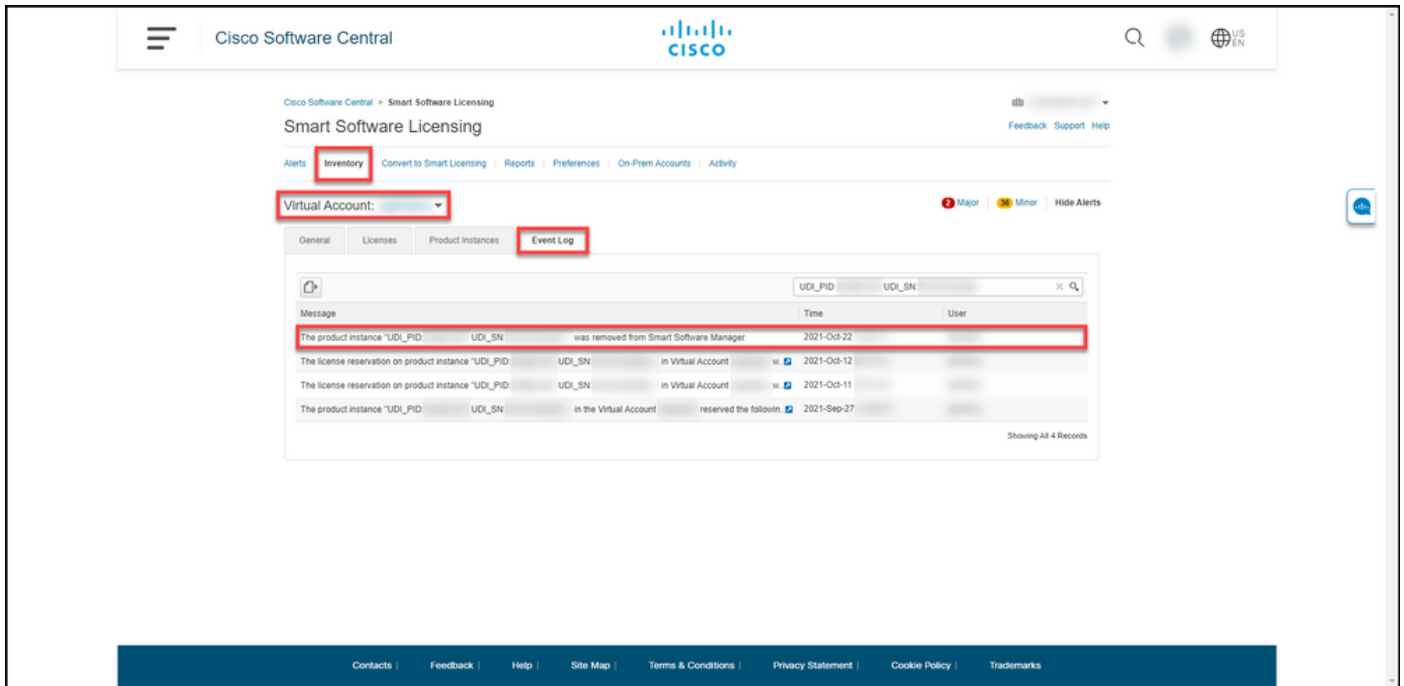 Cisco Software Central
CISCO
US
EN
Cisco Software Central > Smart Software Licensing
Smart Software Licensing
Feedback Support Help
Alerts Inventory Convert to Smart Licensing Reports Preferences On-Prem Accounts Activity
Virtual Account:
2 Major 36 Minor Hide Alerts
General Licenses Product Instances Event Log
UDI_PID: UDI_SN:
Message Time User
The product instance "UDI_PID: UDI_SN: was removed from Smart Software Manager. 2021-Oct-22
The license reservation on product instance "UDI_PID: UDI_SN: in Virtual Account w.. 2021-Oct-12
The license reservation on product instance "UDI_PID: UDI_SN: in Virtual Account w.. 2021-Oct-11
The product instance "UDI_PID: UDI_SN: in the Virtual Account reserved the followin.. 2021-Sep-27
Showing All 4 Records
Contacts | Feedback | Help | Site Map | Terms & Conditions | Privacy Statement | Cookie Policy | Trademarks